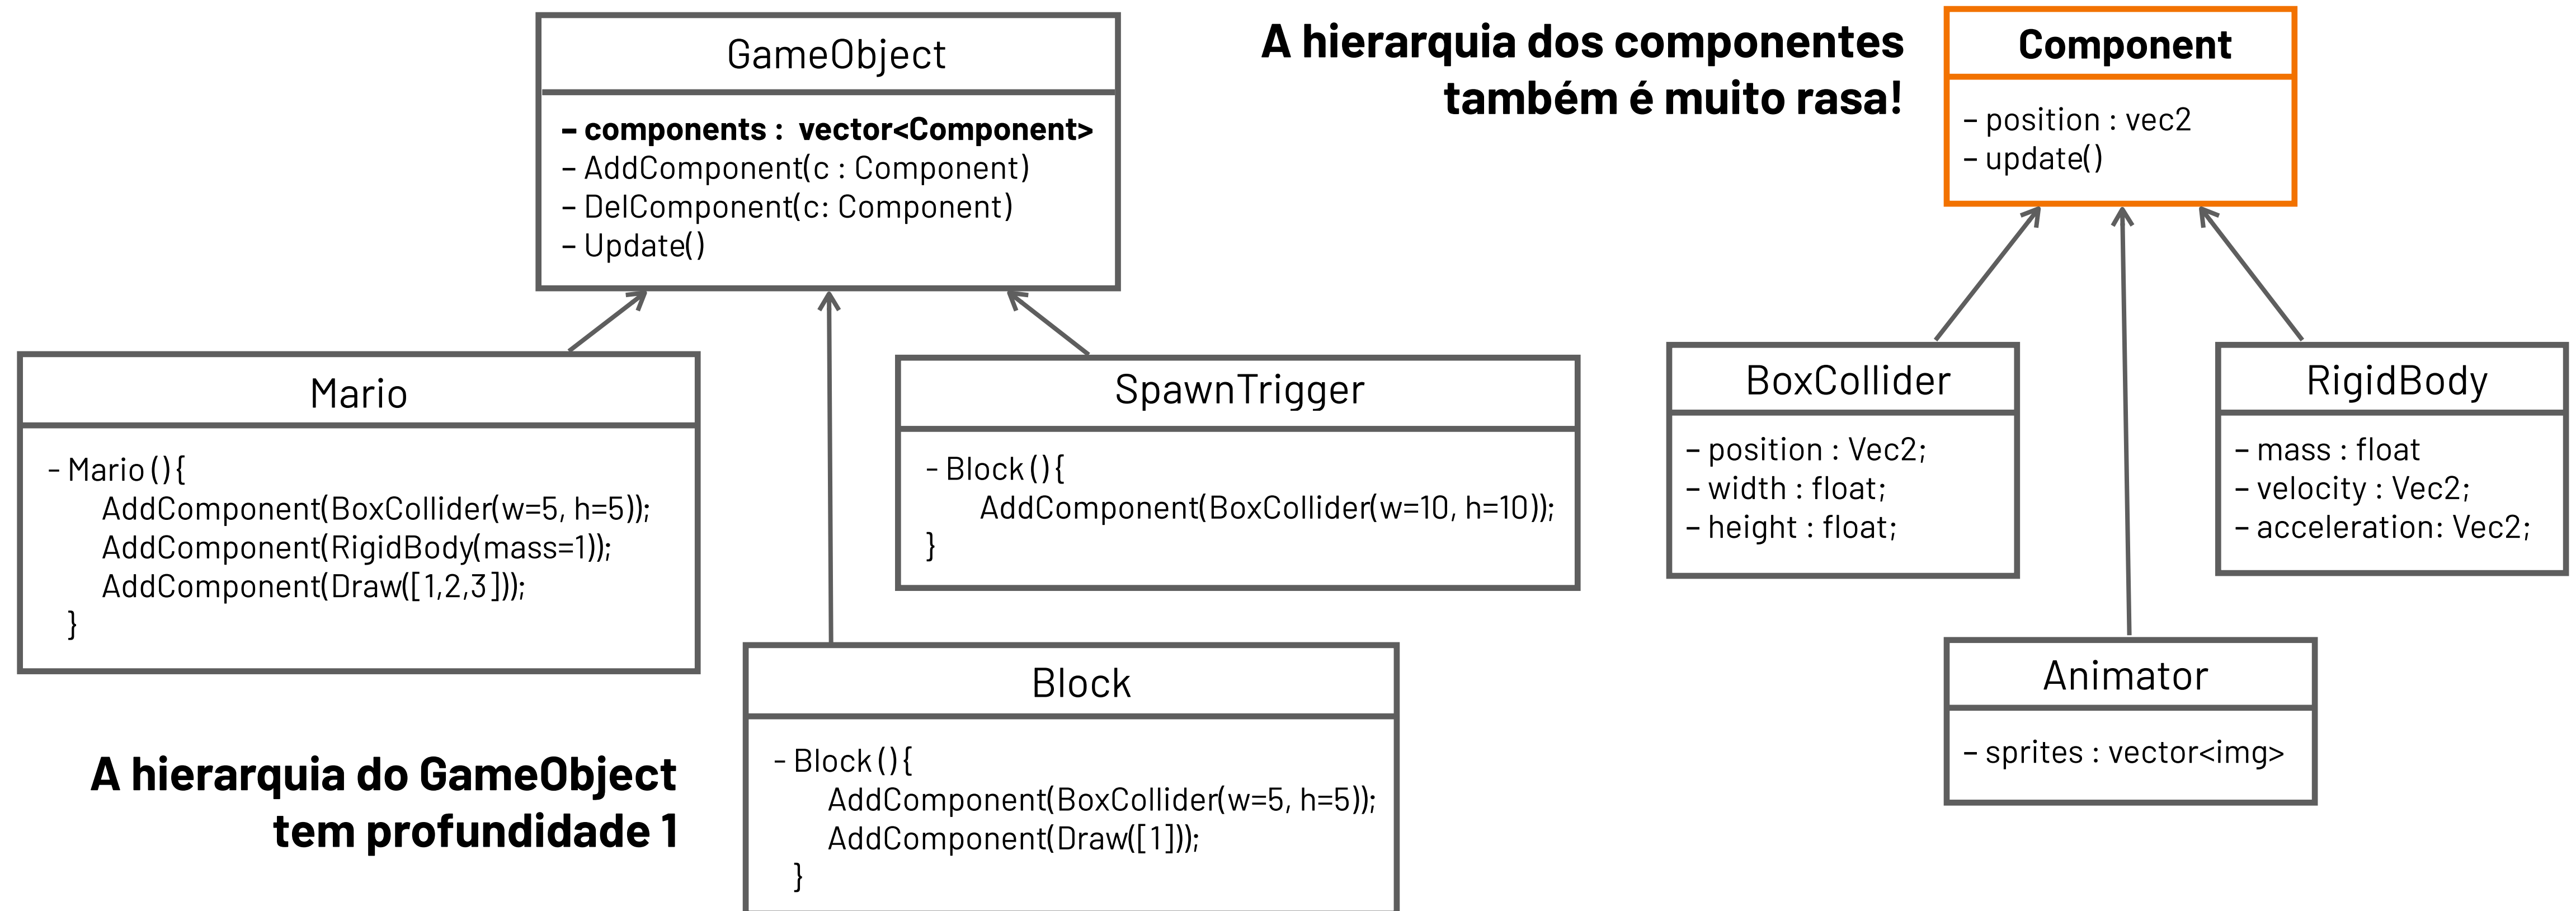 GameObject
– components : vector<Component>
– AddComponent(c : Component)
– DelComponent(c: Component)
– Update()
A hierarquia dos componentes
também é muito rasa!
Component
– position : vec2
– update()
Mario
- Mario () {
AddComponent(BoxCollider(w=5, h=5));
AddComponent(RigidBody(mass=1));
AddComponent(Draw([1,2,3]));
}
SpawnTrigger
- Block () {
AddComponent(BoxCollider(w=10, h=10));
}
BoxCollider
– position : Vec2;
– width : float;
– height : float;
RigidBody
– mass : float
– velocity : Vec2;
– acceleration: Vec2;
Block
- Block () {
AddComponent(BoxCollider(w=5, h=5));
AddComponent(Draw([1]));
}
Animator
– sprites : vector<img>
A hierarquia do GameObject
tem profundidade 1